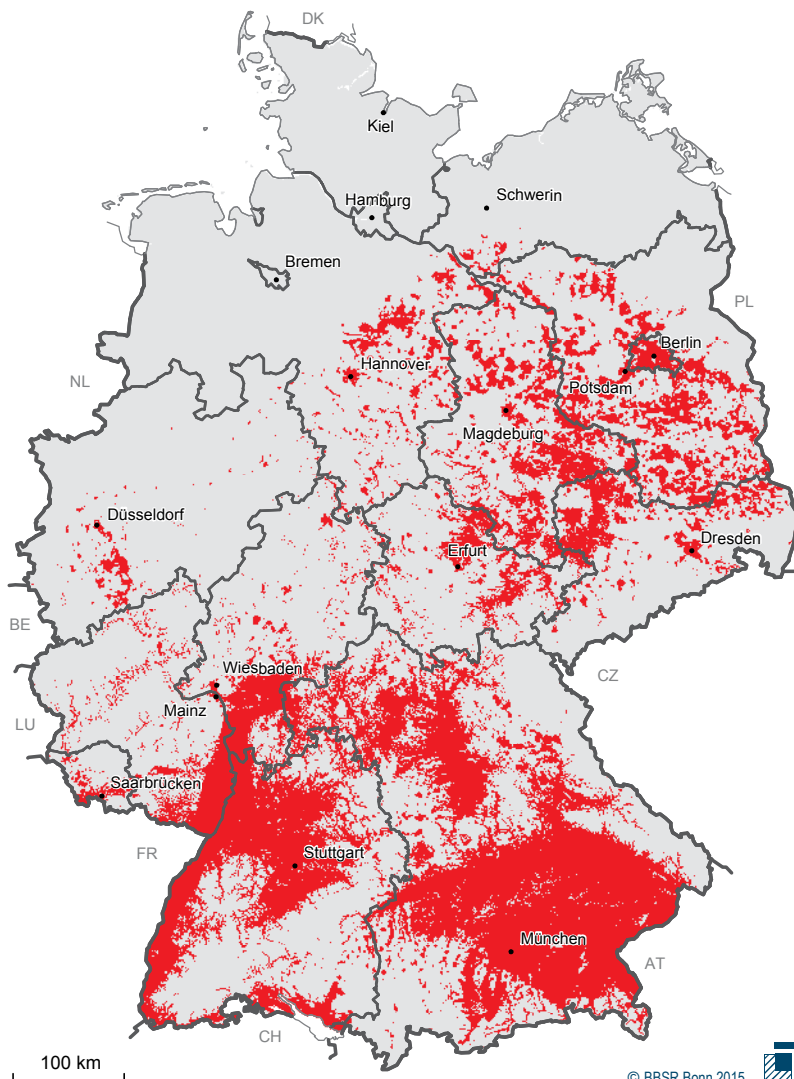 DK
Kiel
Hamburg
Schwerin
Bremen
PL
Berlin
Hannover
NL
Potsdam
Magdeburg
Düsseldorf
Dresden
Erfurt
BE
Wiesbaden
CZ
Mainz
LU
Saarbrücken
FR
Stuttgart
München
AT
CH
100 km
© BBSR Bonn 2015